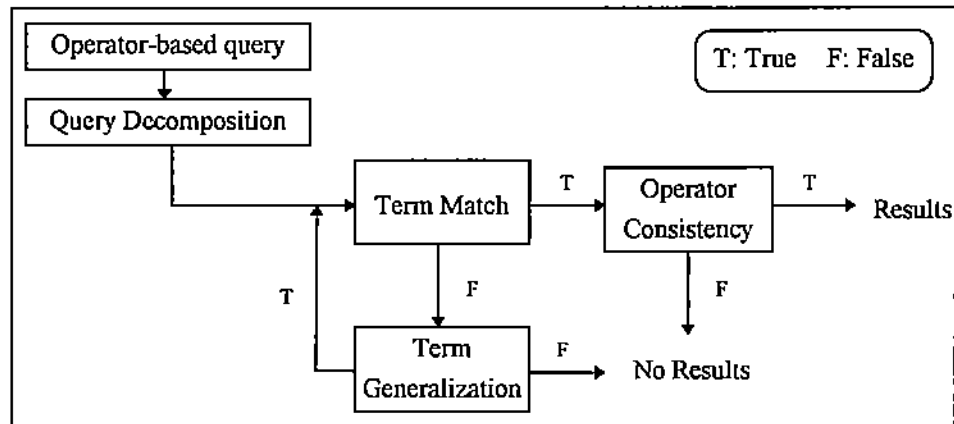 Operator-based query
T: True F: False
Query Decomposition
Term Match
T
Operator
Consistency
T
Results
F
F
T
Term
Generalization
F
No Results